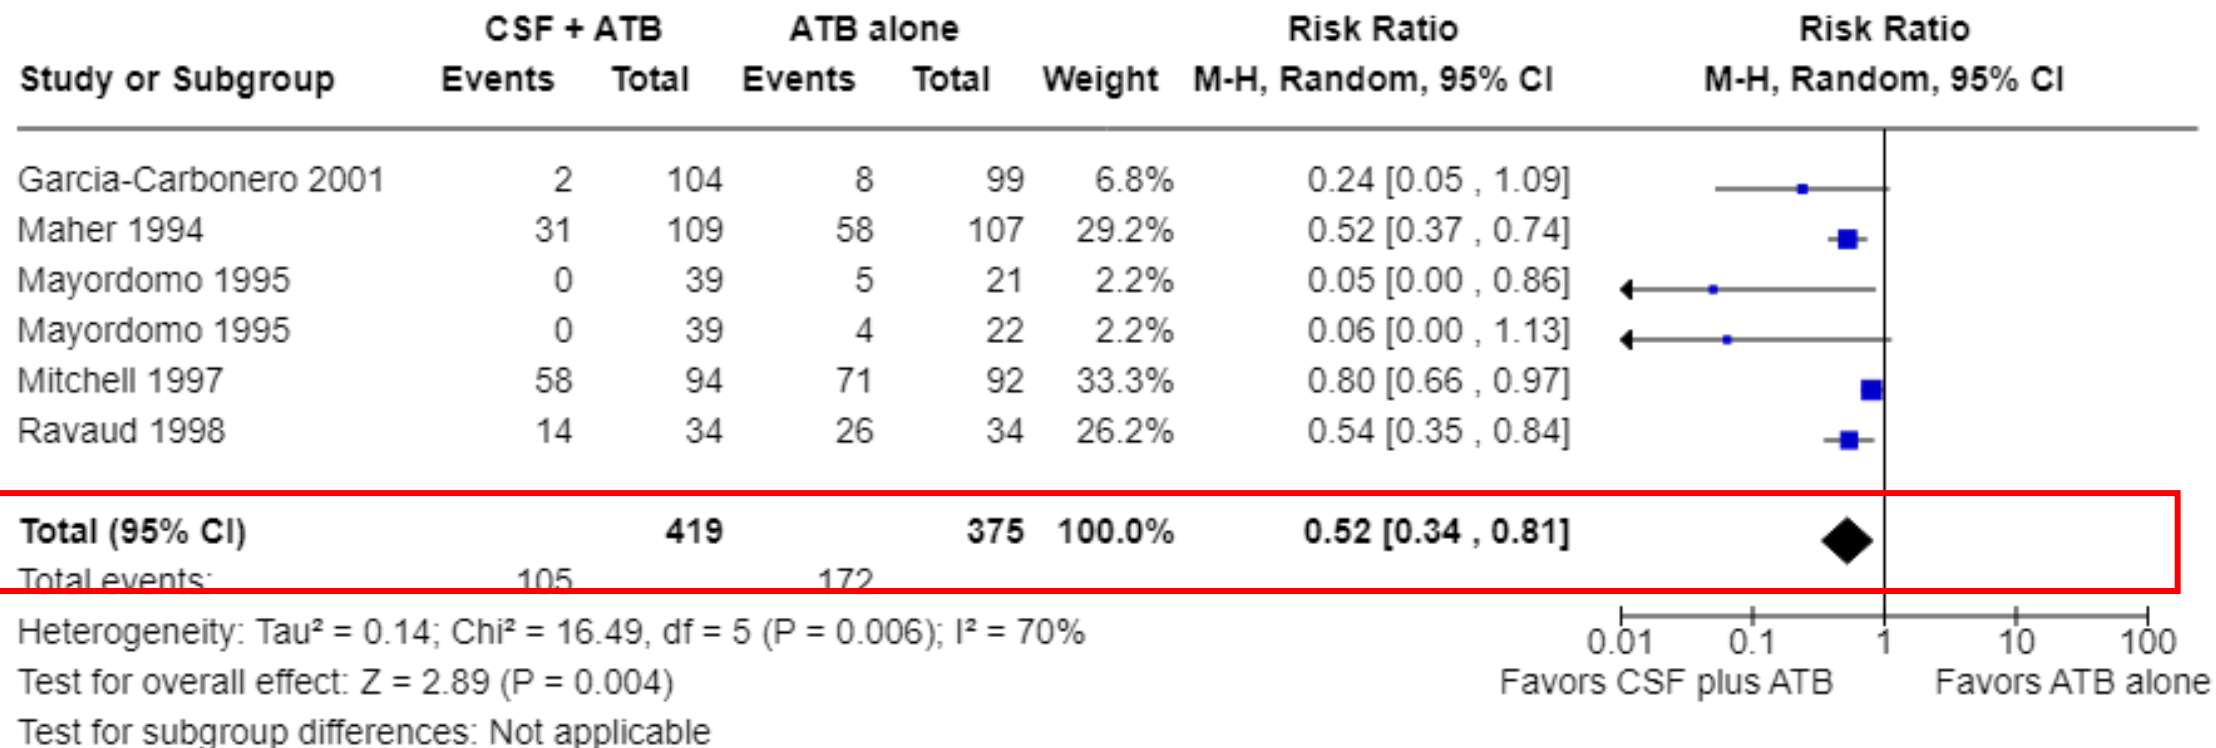 CSF + ATB ATB alone Risk Ratio Risk Ratio
Study or Subgroup Events Total Events Total Weight M-H, Random, 95% CI M-H, Random, 95% CI
Garcia-Carbonero 2001 2 104 8 99 6.8% 0.24 [0.05 , 1.09]
Maher 1994 31 109 58 107 29.2% 0.52 [0.37 , 0.74]
Mayordomo 1995 0 39 5 21 2.2% 0.05 [0.00 , 0.86]
Mayordomo 1995 0 39 4 22 2.2% 0.06 [0.00 , 1.13]
Mitchell 1997 58 94 71 92 33.3% 0.80 [0.66 , 0.97]
Ravaud 1998 14 34 26 34 26.2% 0.54 [0.35 , 0.84]
Total (95% CI) 419 375 100.0% 0.52 [0.34 , 0.81]
Total events: 105 172
Heterogeneity: Tau² = 0.14; Chi² = 16.49, df = 5 (P = 0.006); I² = 70% 0.01 0.1 1 10 100
Test for overall effect: Z = 2.89 (P = 0.004) Favors CSF plus ATB Favors ATB alone
Test for subgroup differences: Not applicable